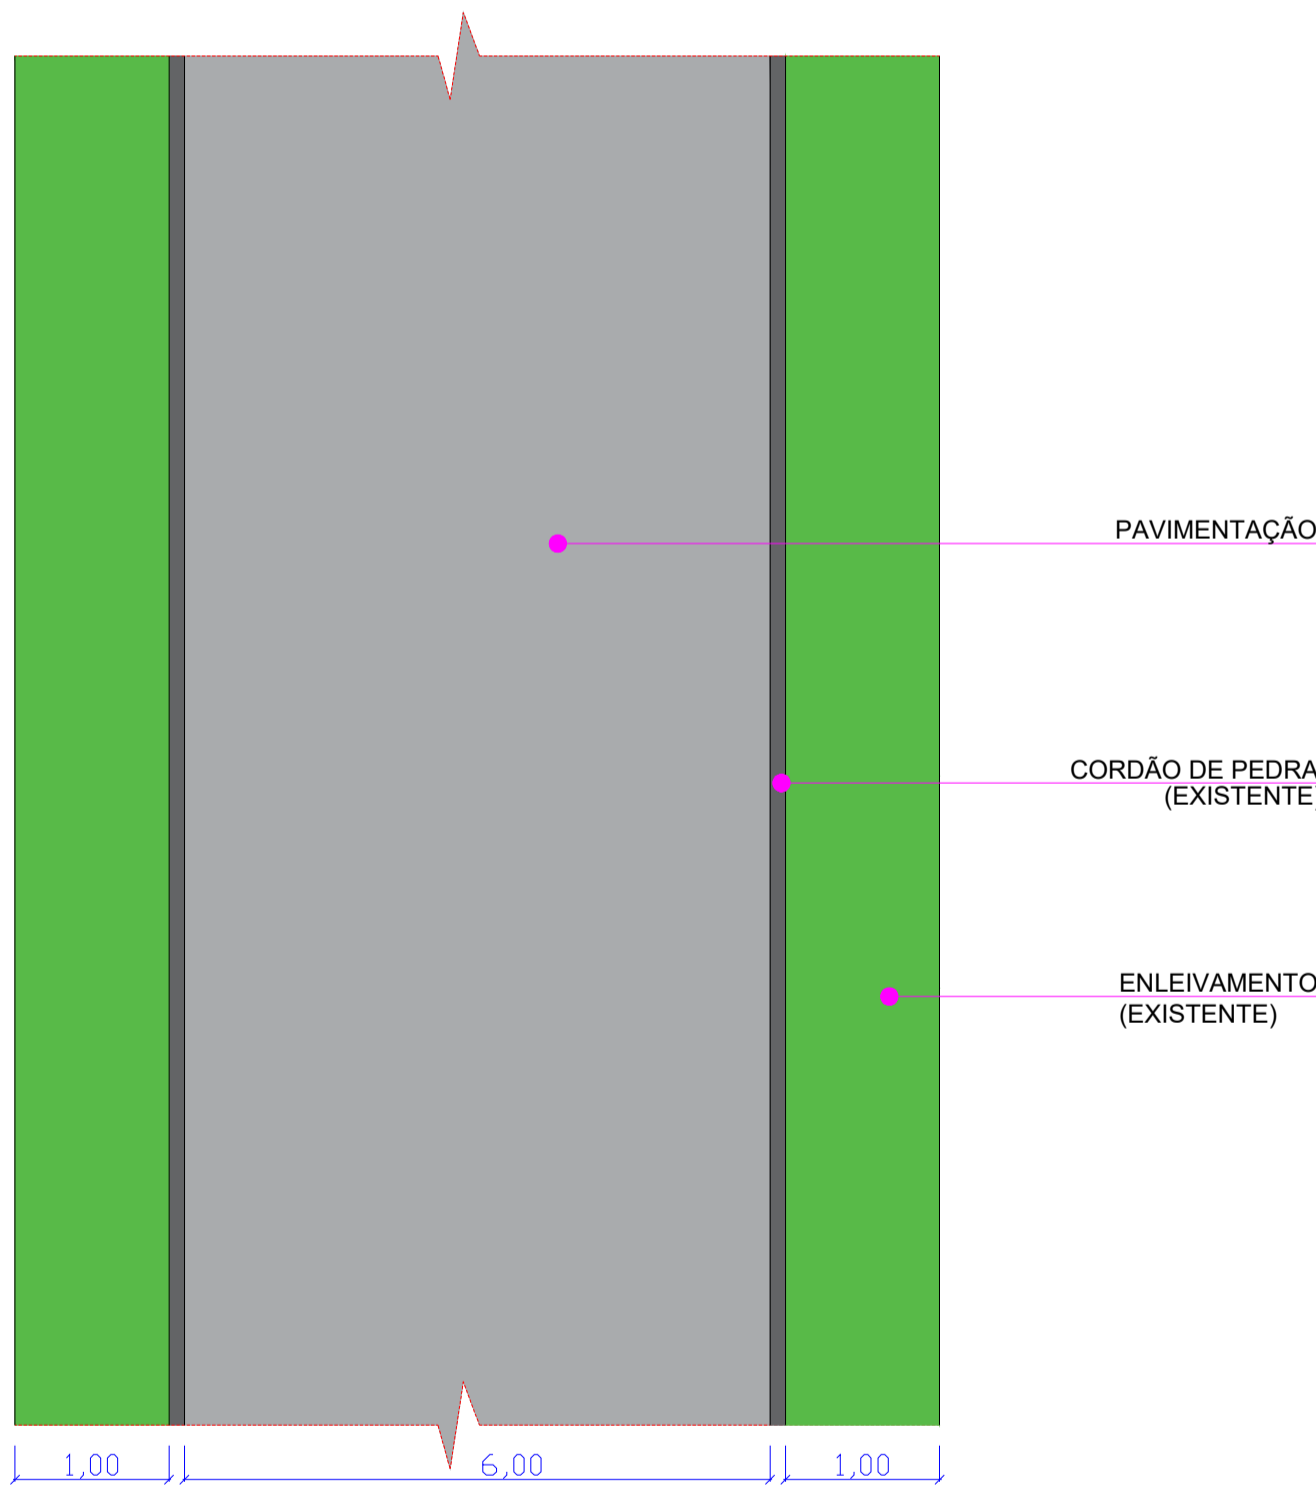 PAVIMENTAÇÃO
CORDÃO DE PEDRA
(EXISTENTE)
ENLEIVAMENTO
(EXISTENTE)
1,00 6,00 1,00